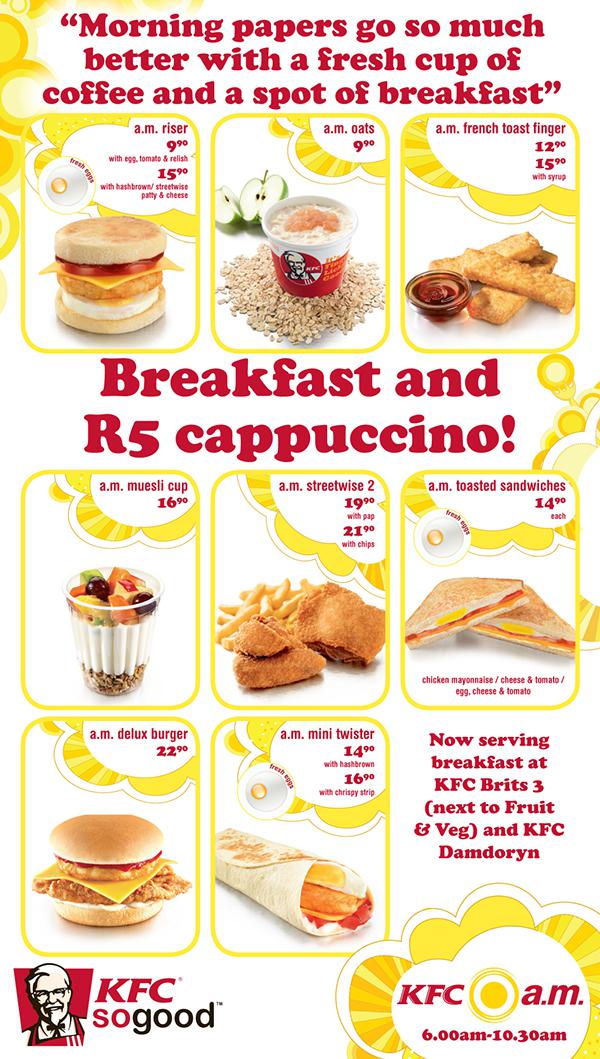 “Morning papers go so much
better with a fresh cup of
coffee and a spot of breakfast”
a.m. riser
9⁹⁰
with egg, tomato & relish
15⁹⁰
with hashbrown/ streetwise
patty & cheese
fresh eggs
a.m. oats
9⁹⁰
KFC
It's
Finger
Lickin'
Good
a.m. french toast finger
12⁹⁰
15⁹⁰
with syrup
Breakfast and
R5 cappuccino!
a.m. muesli cup
16⁹⁰
a.m. streetwise 2
19⁹⁰
with pap
21⁹⁰
with chips
a.m. toasted sandwiches
14⁹⁰
each
fresh eggs
chicken mayonnaise / cheese & tomato /
egg, cheese & tomato
a.m. delux burger
22⁹⁰
a.m. mini twister
14⁹⁰
with hashbrown
16⁹⁰
with chrispy strip
fresh eggs
Now serving
breakfast at
KFC Brits 3
(next to Fruit
& Veg) and KFC
Damdoryn
KFC®
sogood™
KFC a.m.
6.00am-10.30am